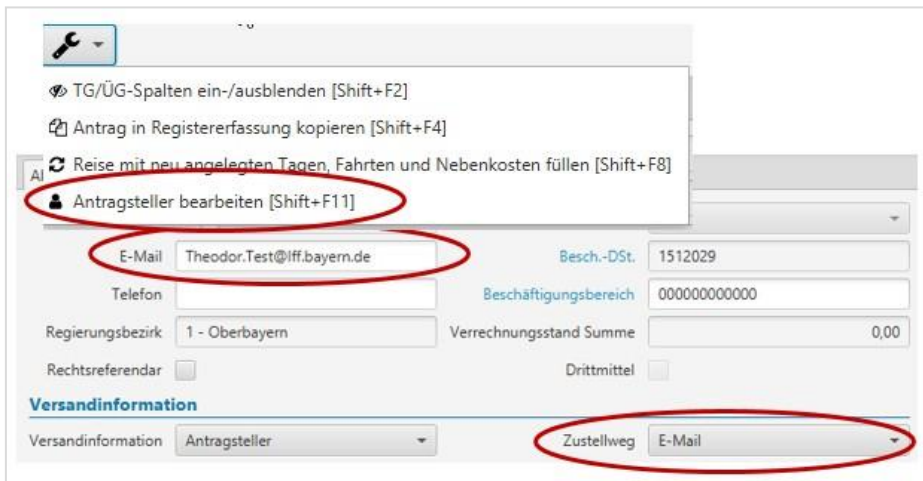 TG/ÜG-Spalten ein-/ausblenden [Shift+F2]
Antrag in Registererfassung kopieren [Shift+F4]
Reise mit neu angelegten Tagen, Fahrten und Nebenkosten füllen [Shift+F8]
Antragsteller bearbeiten [Shift+F11]
E-Mail Theodor.Test@lff.bayern.de Besch.-DSt. 1512029
Telefon Beschäftigungsbereich 000000000000
Regierungsbezirk 1 - Oberbayern Verrechnungsstand Summe 0,00
Rechtsreferendar Drittmittel
Versandinformation
Versandinformation Antragsteller Zustellweg E-Mail